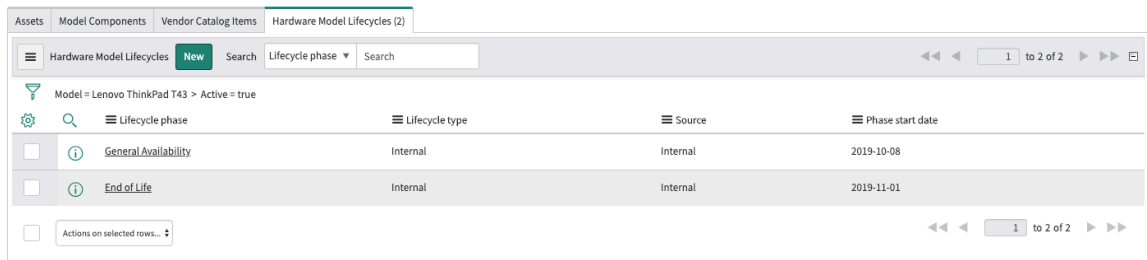 Assets Model Components Vendor Catalog Items Hardware Model Lifecycles (2)
Hardware Model Lifecycles New Search Lifecycle phase Search 1 to 2 of 2
Model = Lenovo ThinkPad T43 > Active = true
Lifecycle phase Lifecycle type Source Phase start date
General Availability Internal Internal 2019-10-08
End of Life Internal Internal 2019-11-01
Actions on selected rows... 1 to 2 of 2